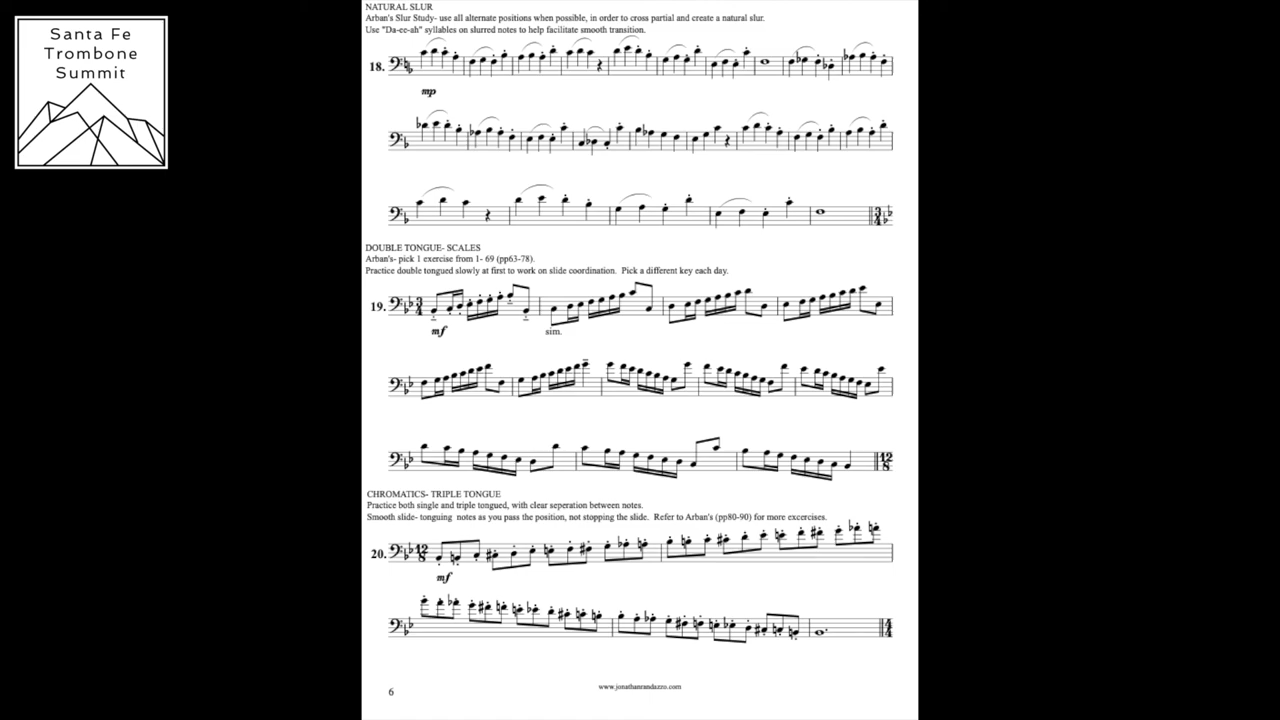 Santa Fe
Trombone
Summit
NATURAL SLUR
Arban's Slur Study- use all alternate positions when possible, in order to cross partial and create a natural slur.
Use "Da-ee-ah" syllables on slurred notes to help facilitate smooth transition.
18.
mp
DOUBLE TONGUE- SCALES
Arban's- pick 1 exercise from 1- 69 (pp63-78).
Practice double tongued slowly at first to work on slide coordination.  Pick a different key each day.
19.
mf
sim.
CHROMATICS- TRIPLE TONGUE
Practice both single and triple tongued, with clear seperation between notes.
Smooth slide- tonguing  notes as you pass the position, not stopping the slide.  Refer to Arban's (pp80-90) for more excercises.
20.
mf
6
www.jonathanrandazzo.com